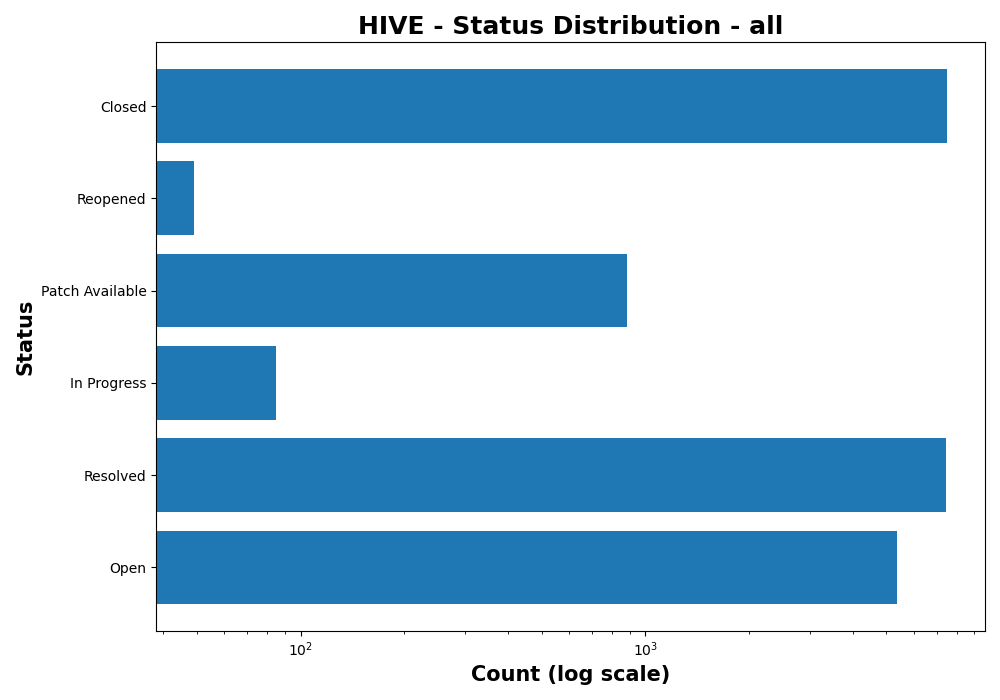 HIVE - Status Distribution - all
Status
Closed
Reopened
Patch Available
In Progress
Resolved
Open
10²
10³
Count (log scale)